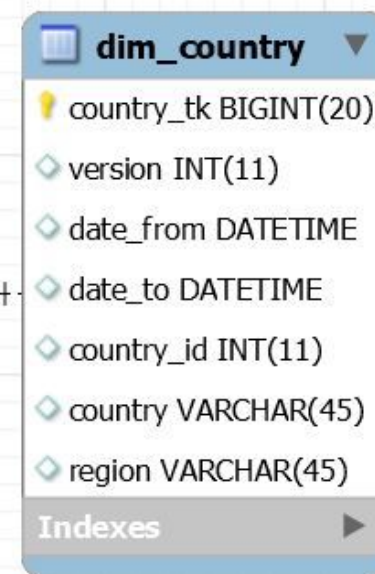 dim_country
country_tk BIGINT(20)
version INT(11)
date_from DATETIME
date_to DATETIME
country_id INT(11)
country VARCHAR(45)
region VARCHAR(45)
Indexes